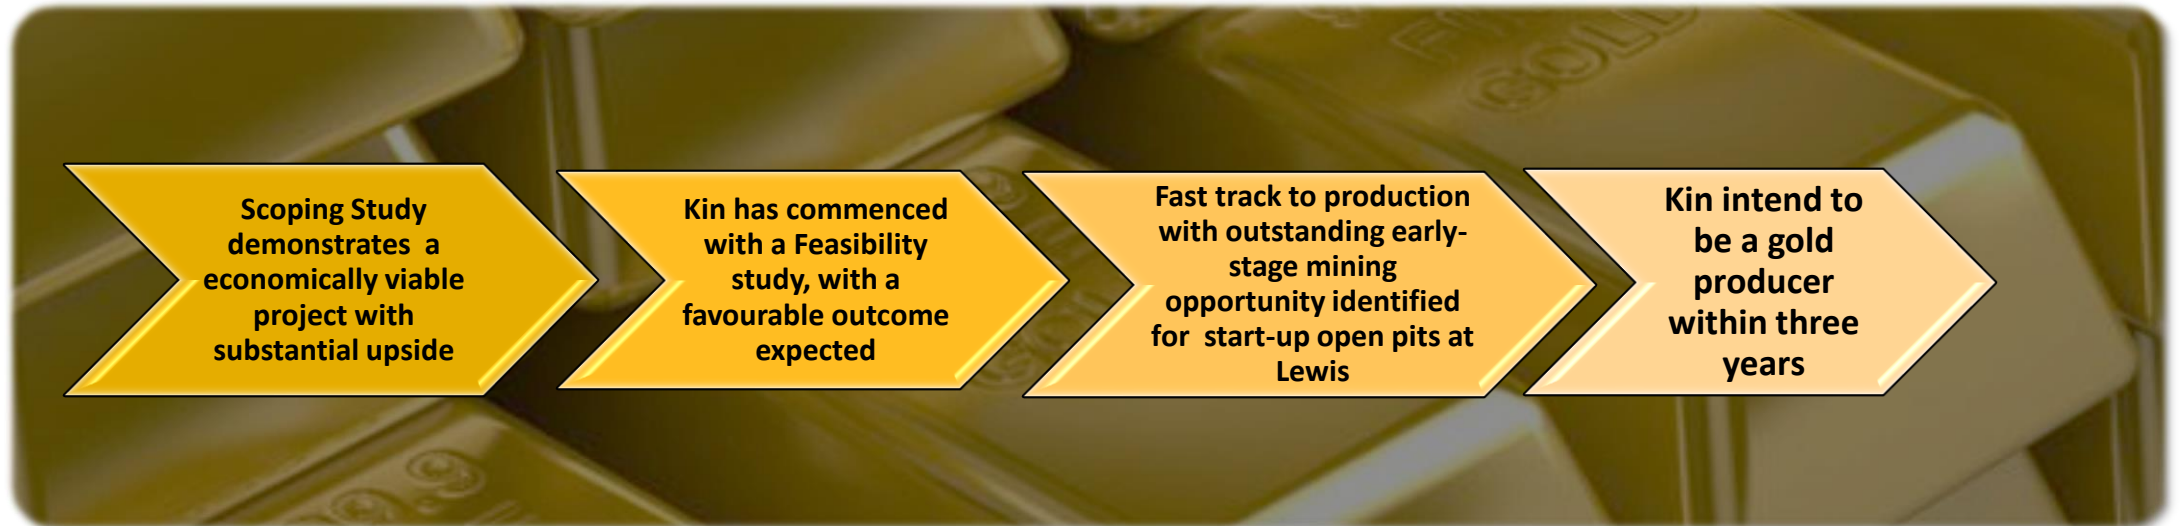 Scoping Study
demonstrates  a
economically viable
project with
substantial upside
Kin has commenced
with a Feasibility
study, with a
favourable outcome
expected
Fast track to production
with outstanding early-
stage mining
opportunity identified
for  start-up open pits at
Lewis
Kin intend to
be a gold
producer
within three
years
GOLD